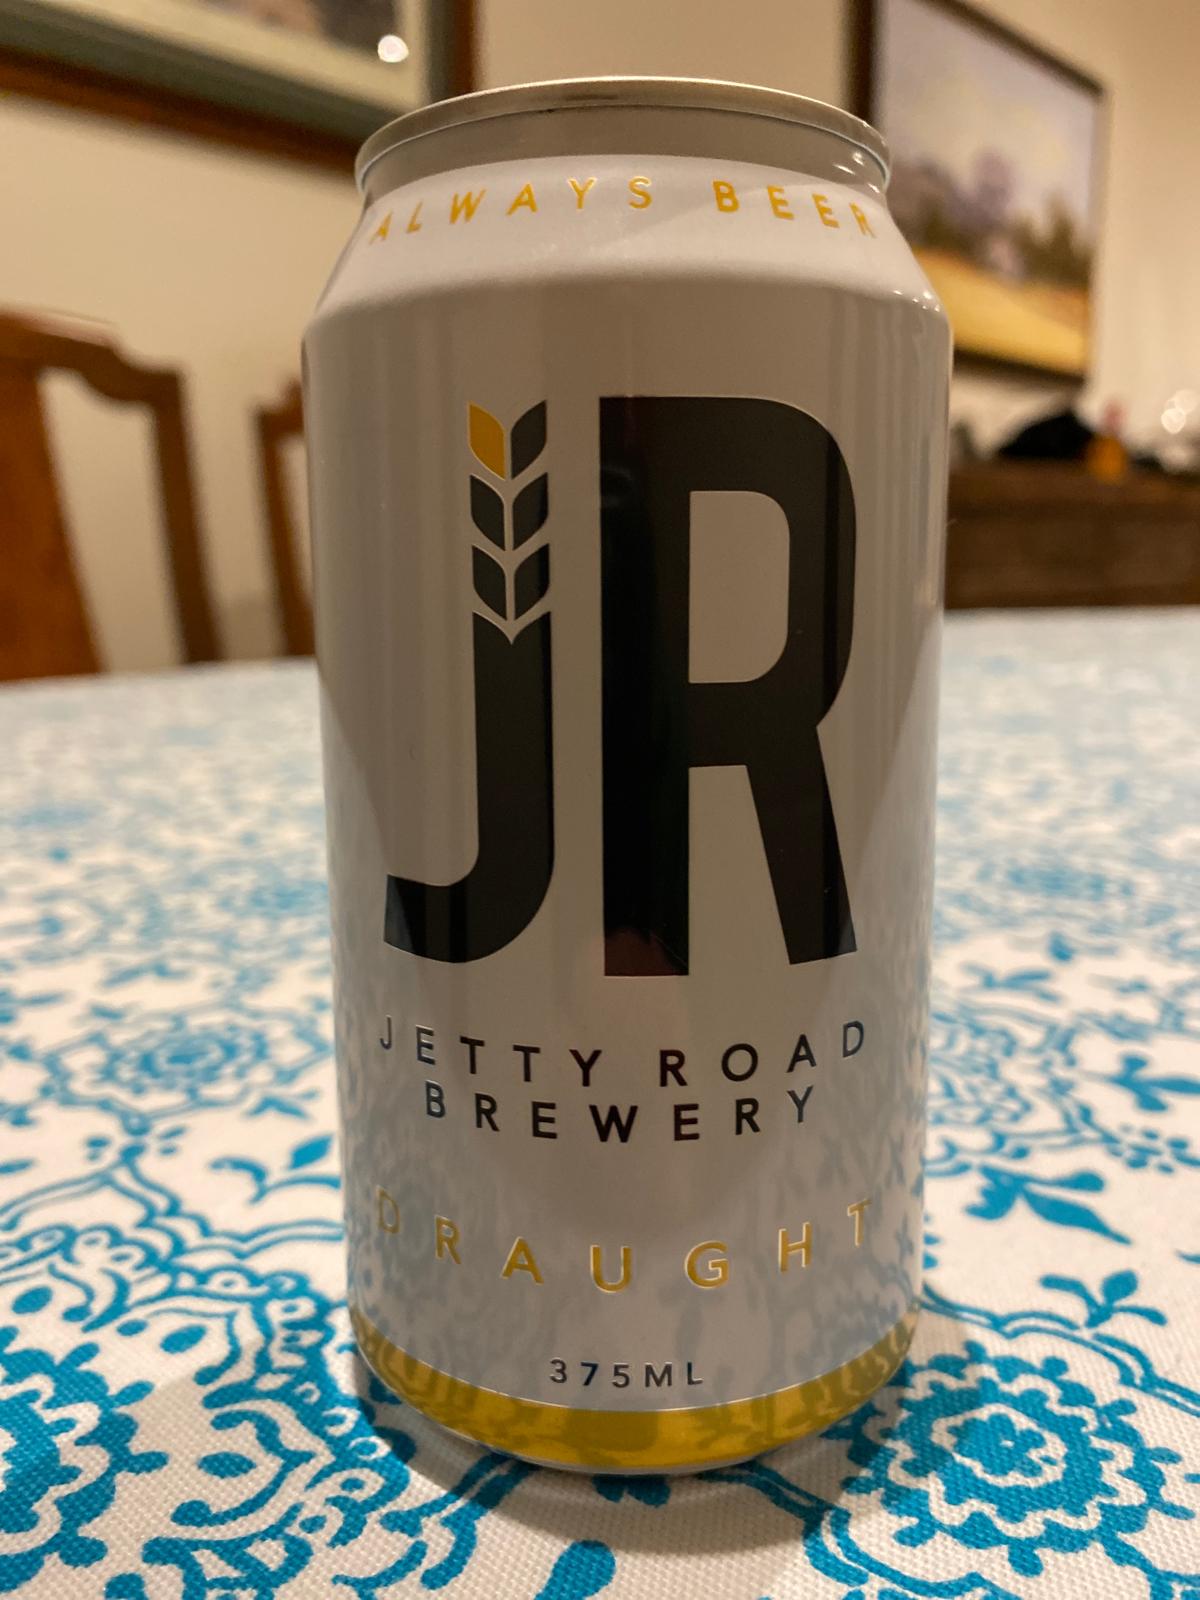 ALWAYS BEER
JR
JETTY ROAD
BREWERY
DRAUGHT
375ML